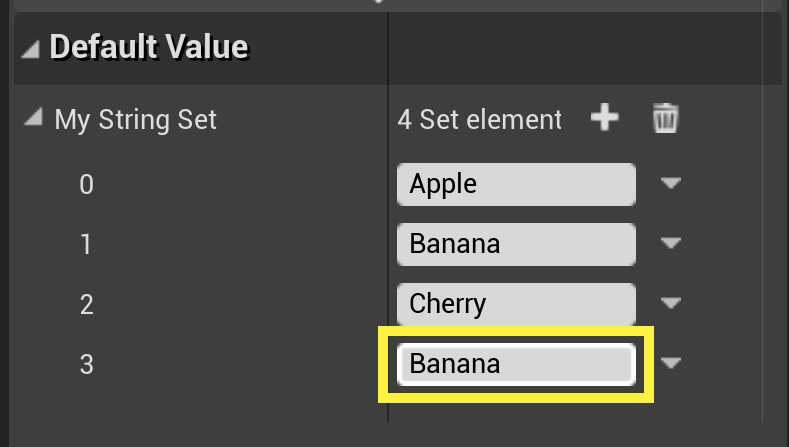 Default Value
My String Set 4 Set element
0 Apple
1 Banana
2 Cherry
3 Banana